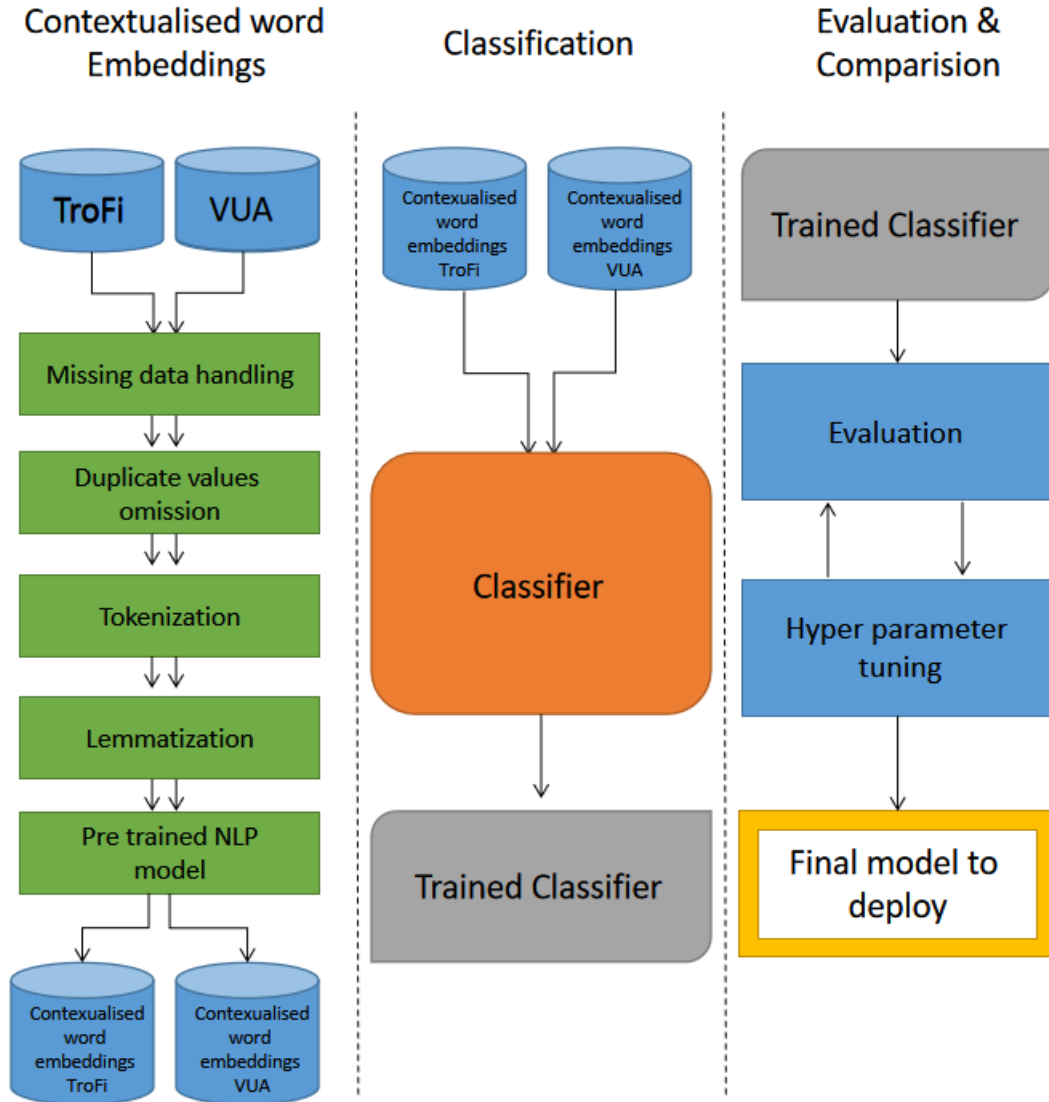 Contextualised word
Embeddings
TroFi
VUA
Missing data handling
Duplicate values
omission
Tokenization
Lemmatization
Pre trained NLP
model
Contexualised
word
embeddings
TroFi
Contexualised
word
embeddings
VUA
Classification
Contexualised
word
embeddings
TroFi
Contexualised
word
embeddings
VUA
Classifier
Trained Classifier
Evaluation &
Comparision
Trained Classifier
Evaluation
Hyper parameter
tuning
Final model to
deploy